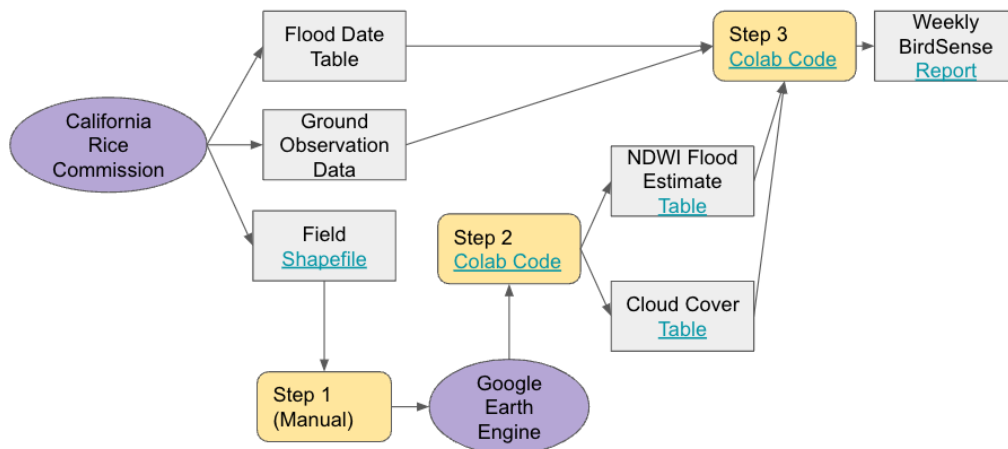 Flood Date
Table
Step 3
Colab Code
Weekly
BirdSense
Report
California
Rice
Commission
Ground
Observation
Data
NDWI Flood
Estimate
Table
Field
Shapefile
Step 2
Colab Code
Cloud Cover
Table
Step 1
(Manual)
Google
Earth
Engine